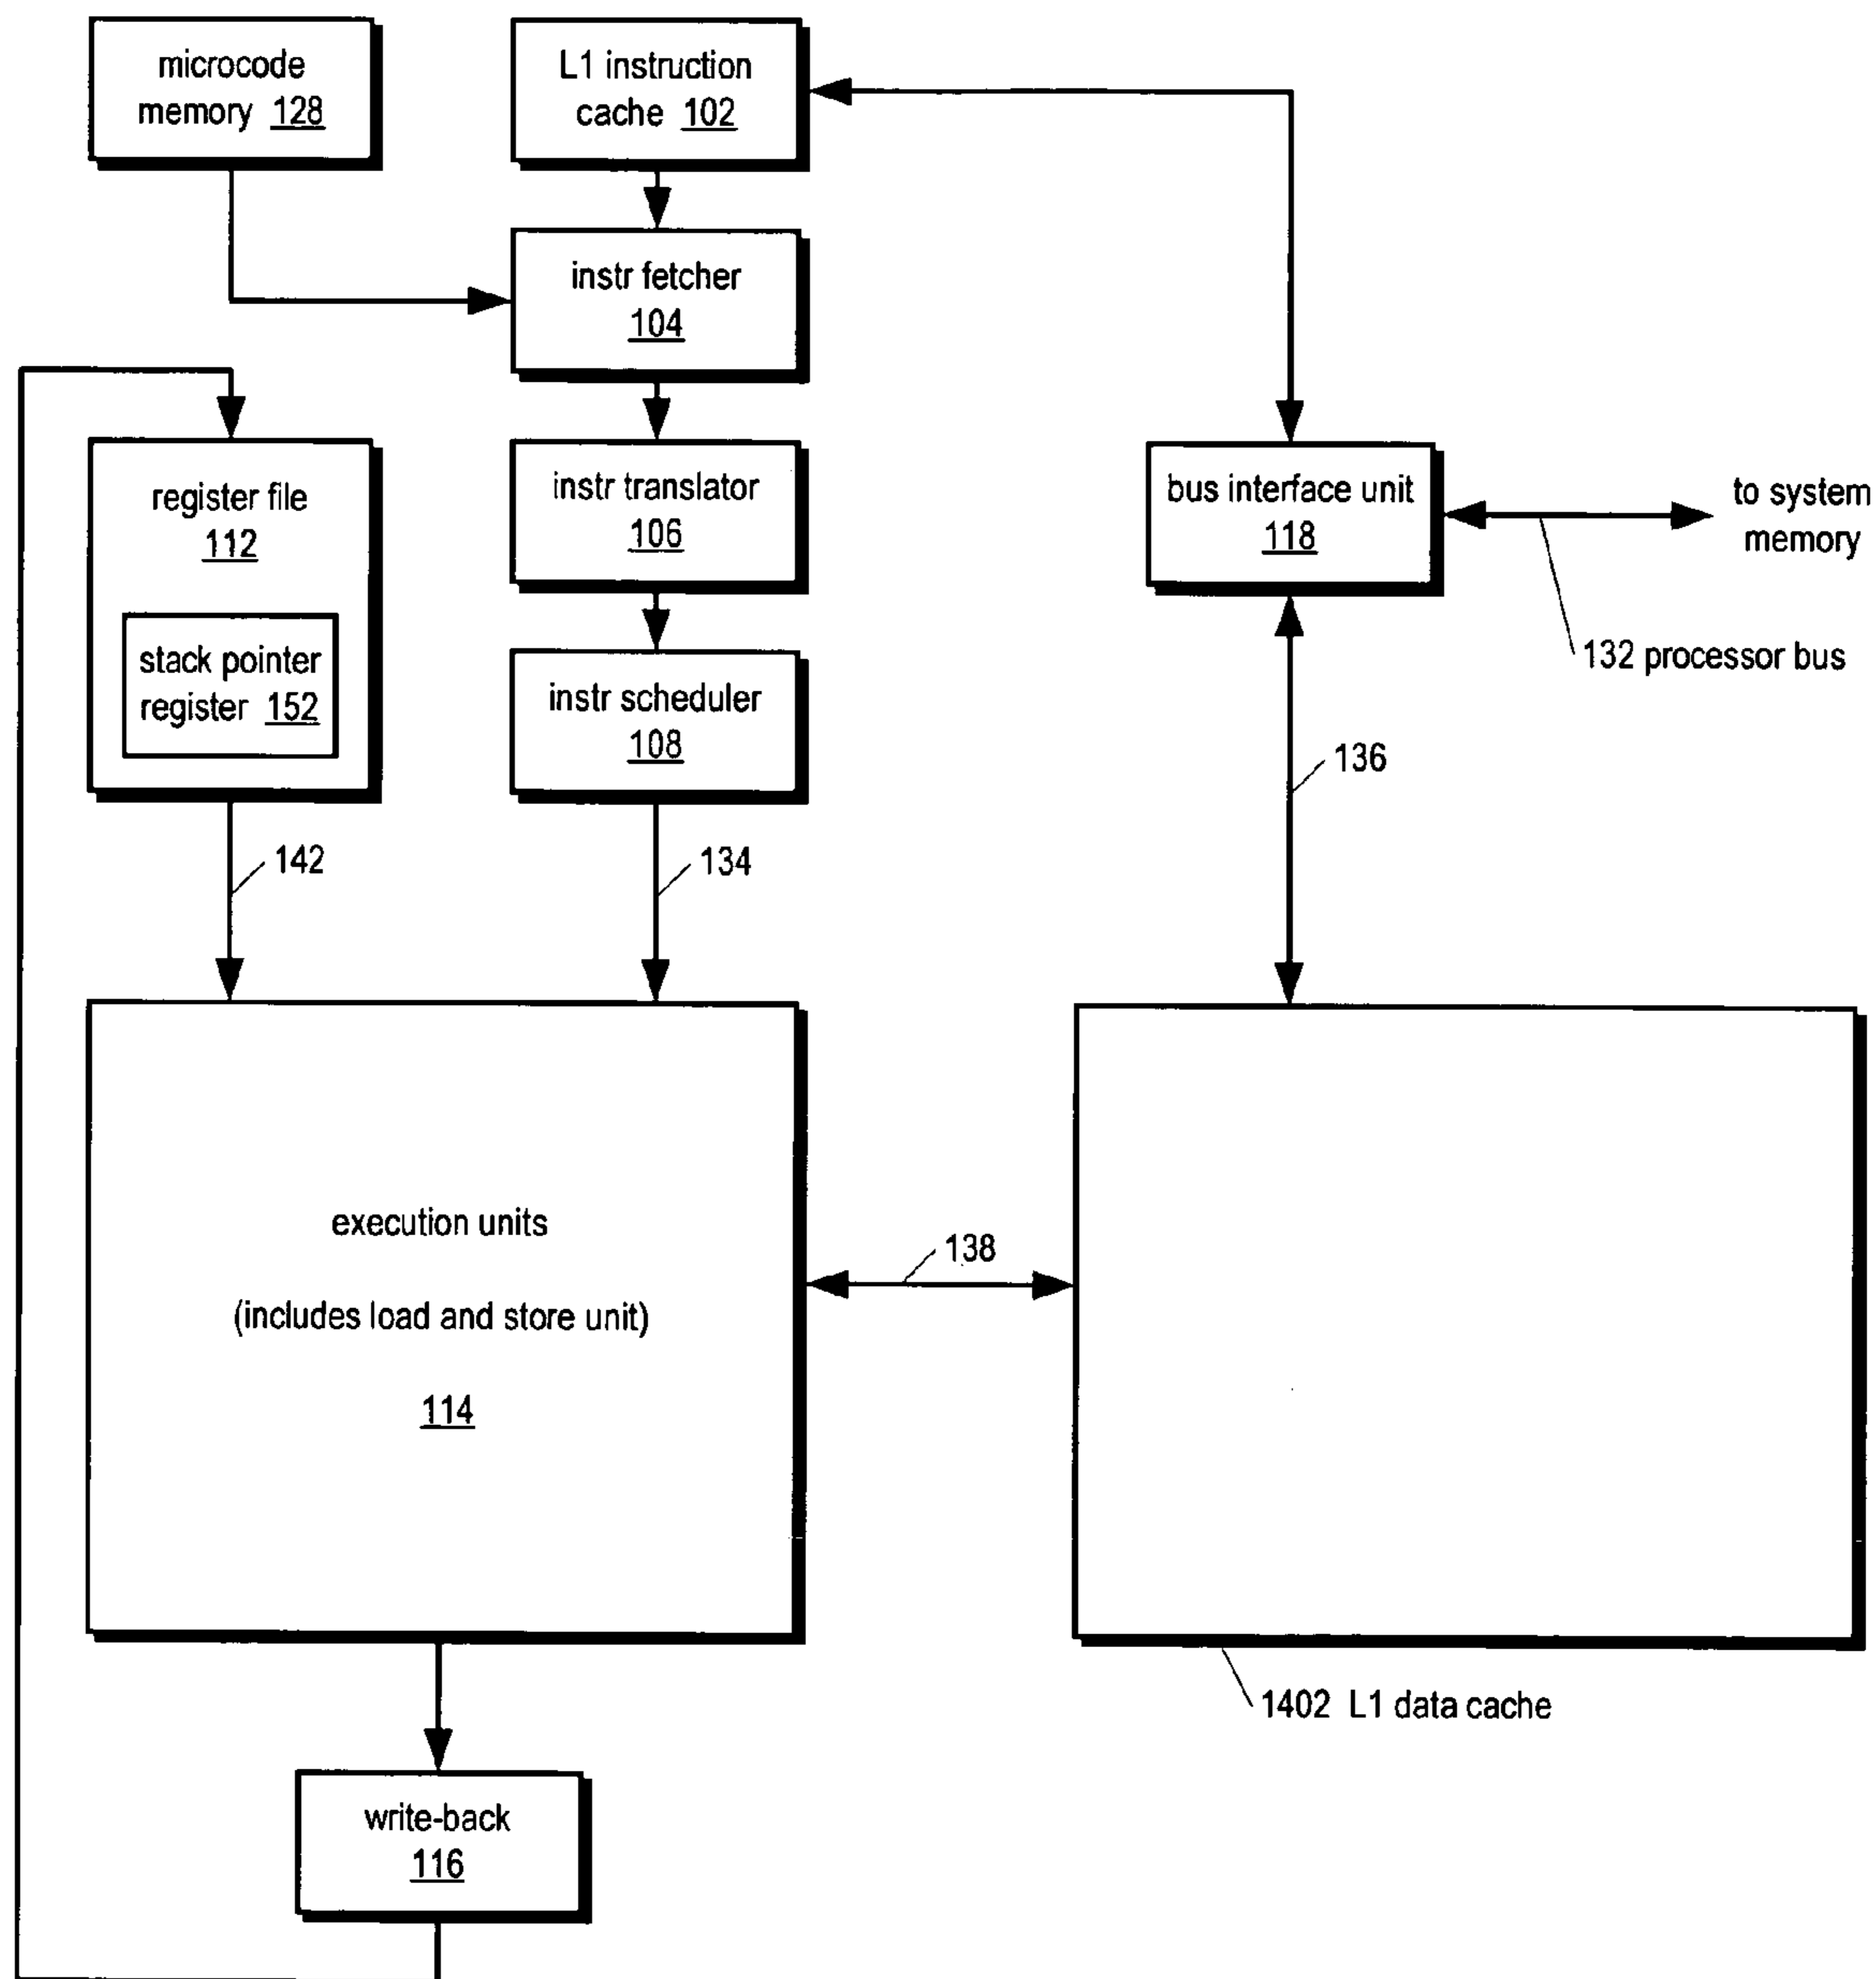 microcode
memory 128
L1 instruction
cache 102
instr fetcher
104
register file
112
stack pointer
register 152
instr translator
106
bus interface unit
118
to system
memory
132 processor bus
instr scheduler
108
136
142
134
execution units
(includes load and store unit)
114
138
1402 L1 data cache
write-back
116